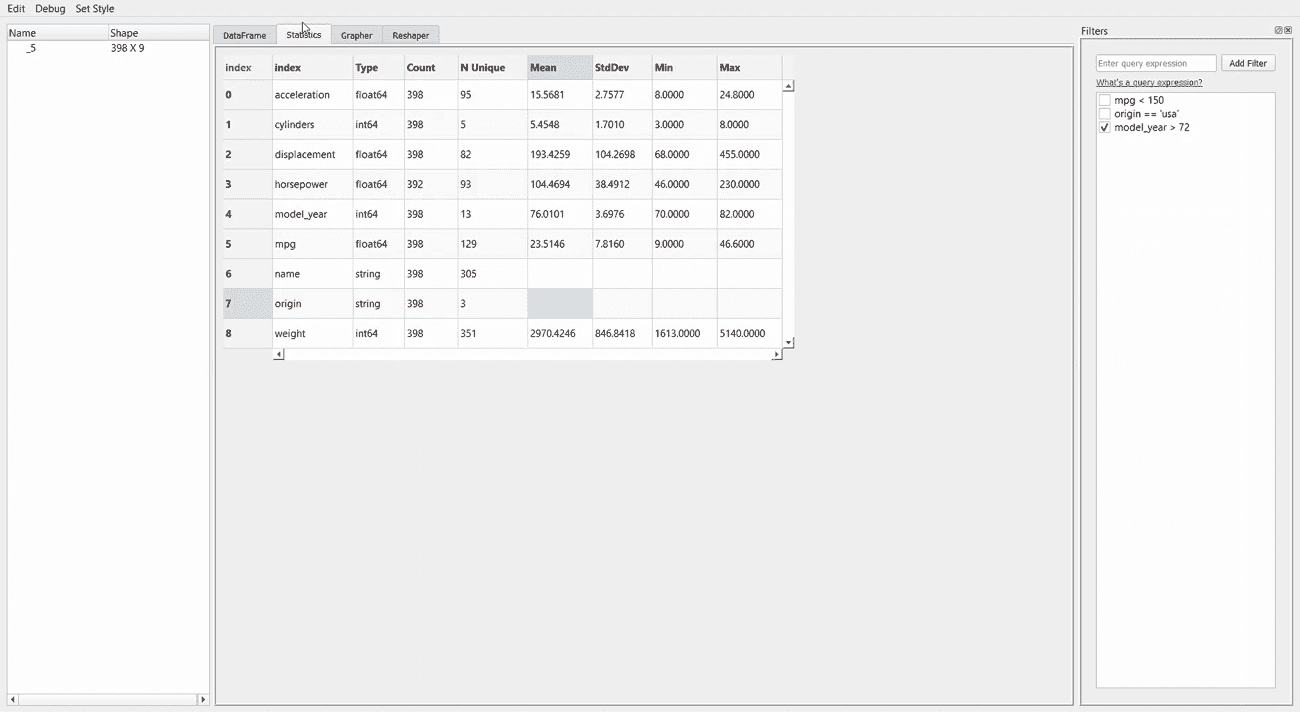 Edit Debug Set Style
Name Shape
_5 398 X 9
DataFrame Statistics Grapher Reshaper
index index Type Count N Unique Mean StdDev Min Max
0 acceleration float64 398 95 15.5681 2.7577 8.0000 24.8000
1 cylinders int64 398 5 5.4548 1.7010 3.0000 8.0000
2 displacement float64 398 82 193.4259 104.2698 68.0000 455.0000
3 horsepower float64 392 93 104.4694 38.4912 46.0000 230.0000
4 model_year int64 398 13 76.0101 3.6976 70.0000 82.0000
5 mpg float64 398 129 23.5146 7.8160 9.0000 46.6000
6 name string 398 305
7 origin string 398 3
8 weight int64 398 351 2970.4246 846.8418 1613.0000 5140.0000
Filters
Enter query expression Add Filter
What's a query expression?
mpg < 150
origin == 'usa'
model_year > 72